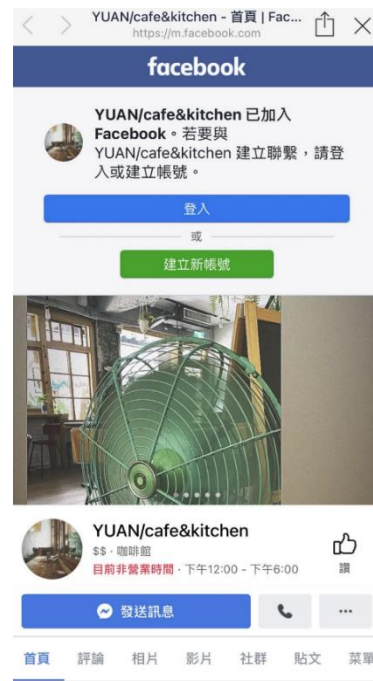 YUAN/cafe&kitchen - 首頁 | Fac...
https://m.facebook.com
facebook
YUAN/cafe&kitchen 已加入
Facebook。若要與
YUAN/cafe&kitchen 建立聯繫，請登
入或建立帳號。
登入
或
建立新帳號
YUAN/cafe&kitchen
$$ · 咖啡館
目前非營業時間 · 下午12:00 - 下午6:00
讚
發送訊息
首頁 評論 相片 影片 社群 貼文 菜單